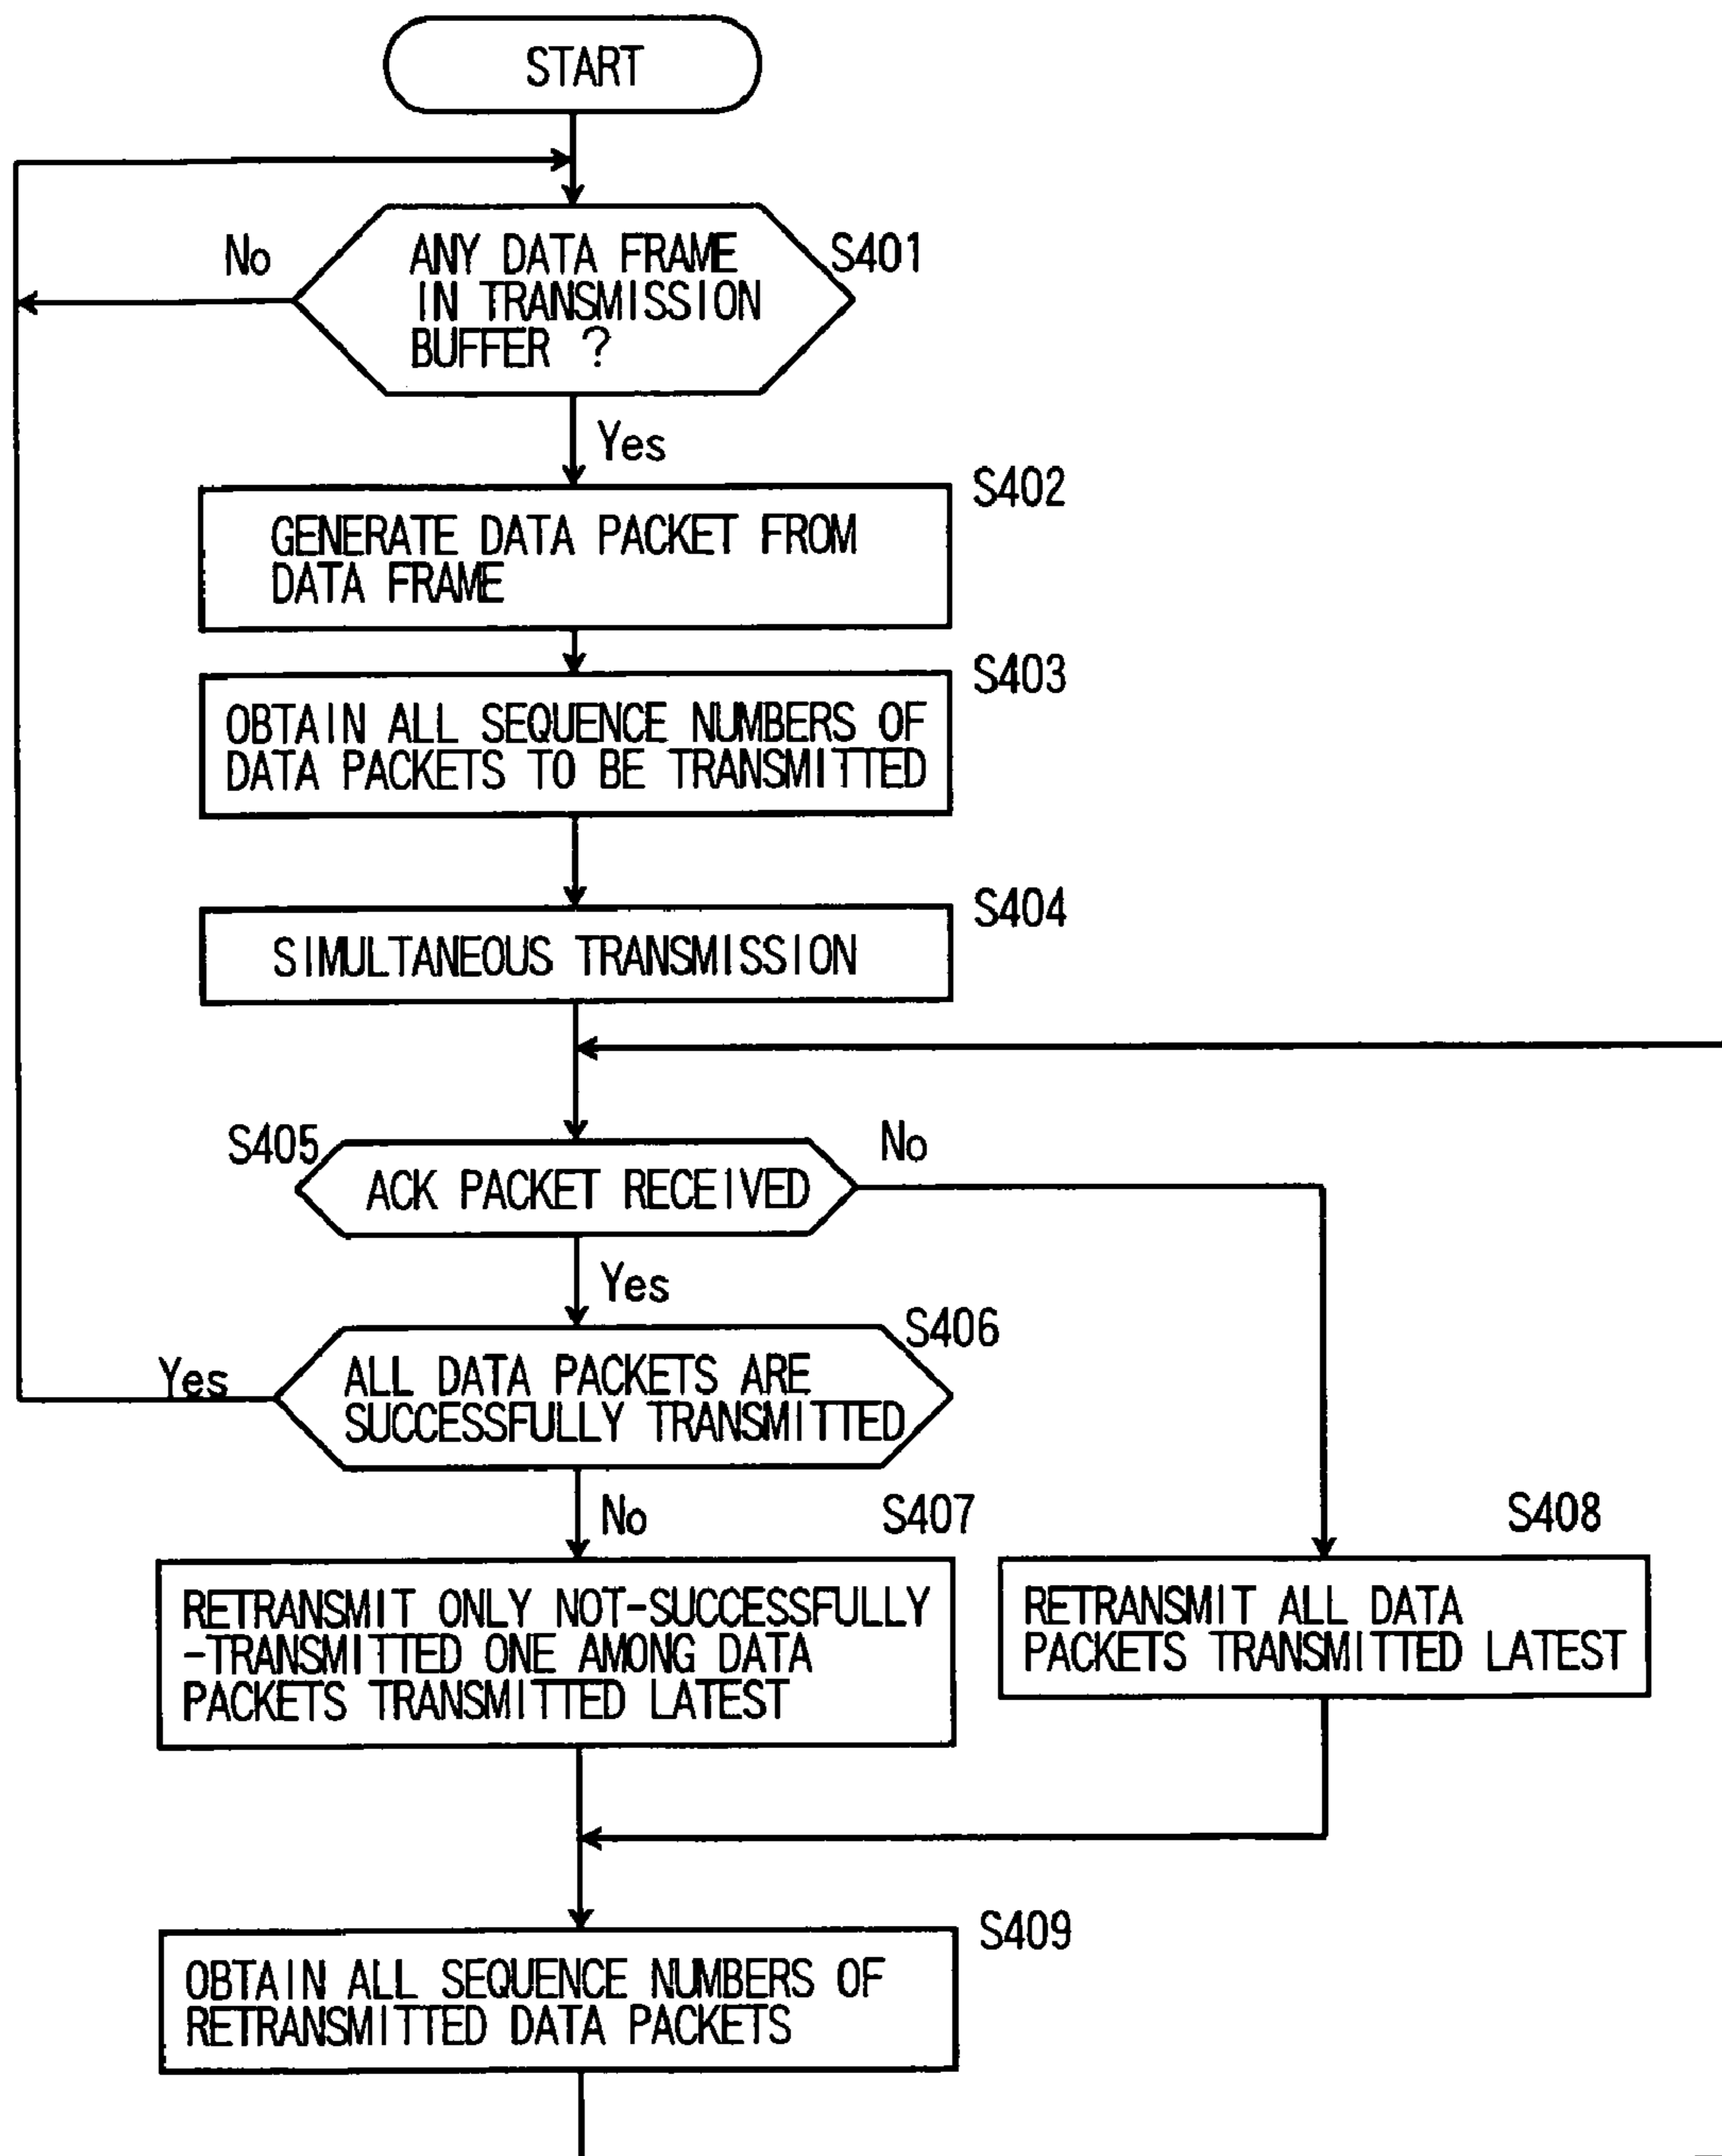 START
No
ANY DATA FRAME
IN TRANSMISSION
BUFFER ?
S401
Yes
S402
GENERATE DATA PACKET FROM
DATA FRAME
S403
OBTAIN ALL SEQUENCE NUMBERS OF
DATA PACKETS TO BE TRANSMITTED
S404
SIMULTANEOUS TRANSMISSION
S405
ACK PACKET RECEIVED
No
Yes
S406
Yes
ALL DATA PACKETS ARE
SUCCESSFULLY TRANSMITTED
No
S407
RETRANSMIT ONLY NOT-SUCCESSFULLY
-TRANSMITTED ONE AMONG DATA
PACKETS TRANSMITTED LATEST
S408
RETRANSMIT ALL DATA
PACKETS TRANSMITTED LATEST
S409
OBTAIN ALL SEQUENCE NUMBERS OF
RETRANSMITTED DATA PACKETS